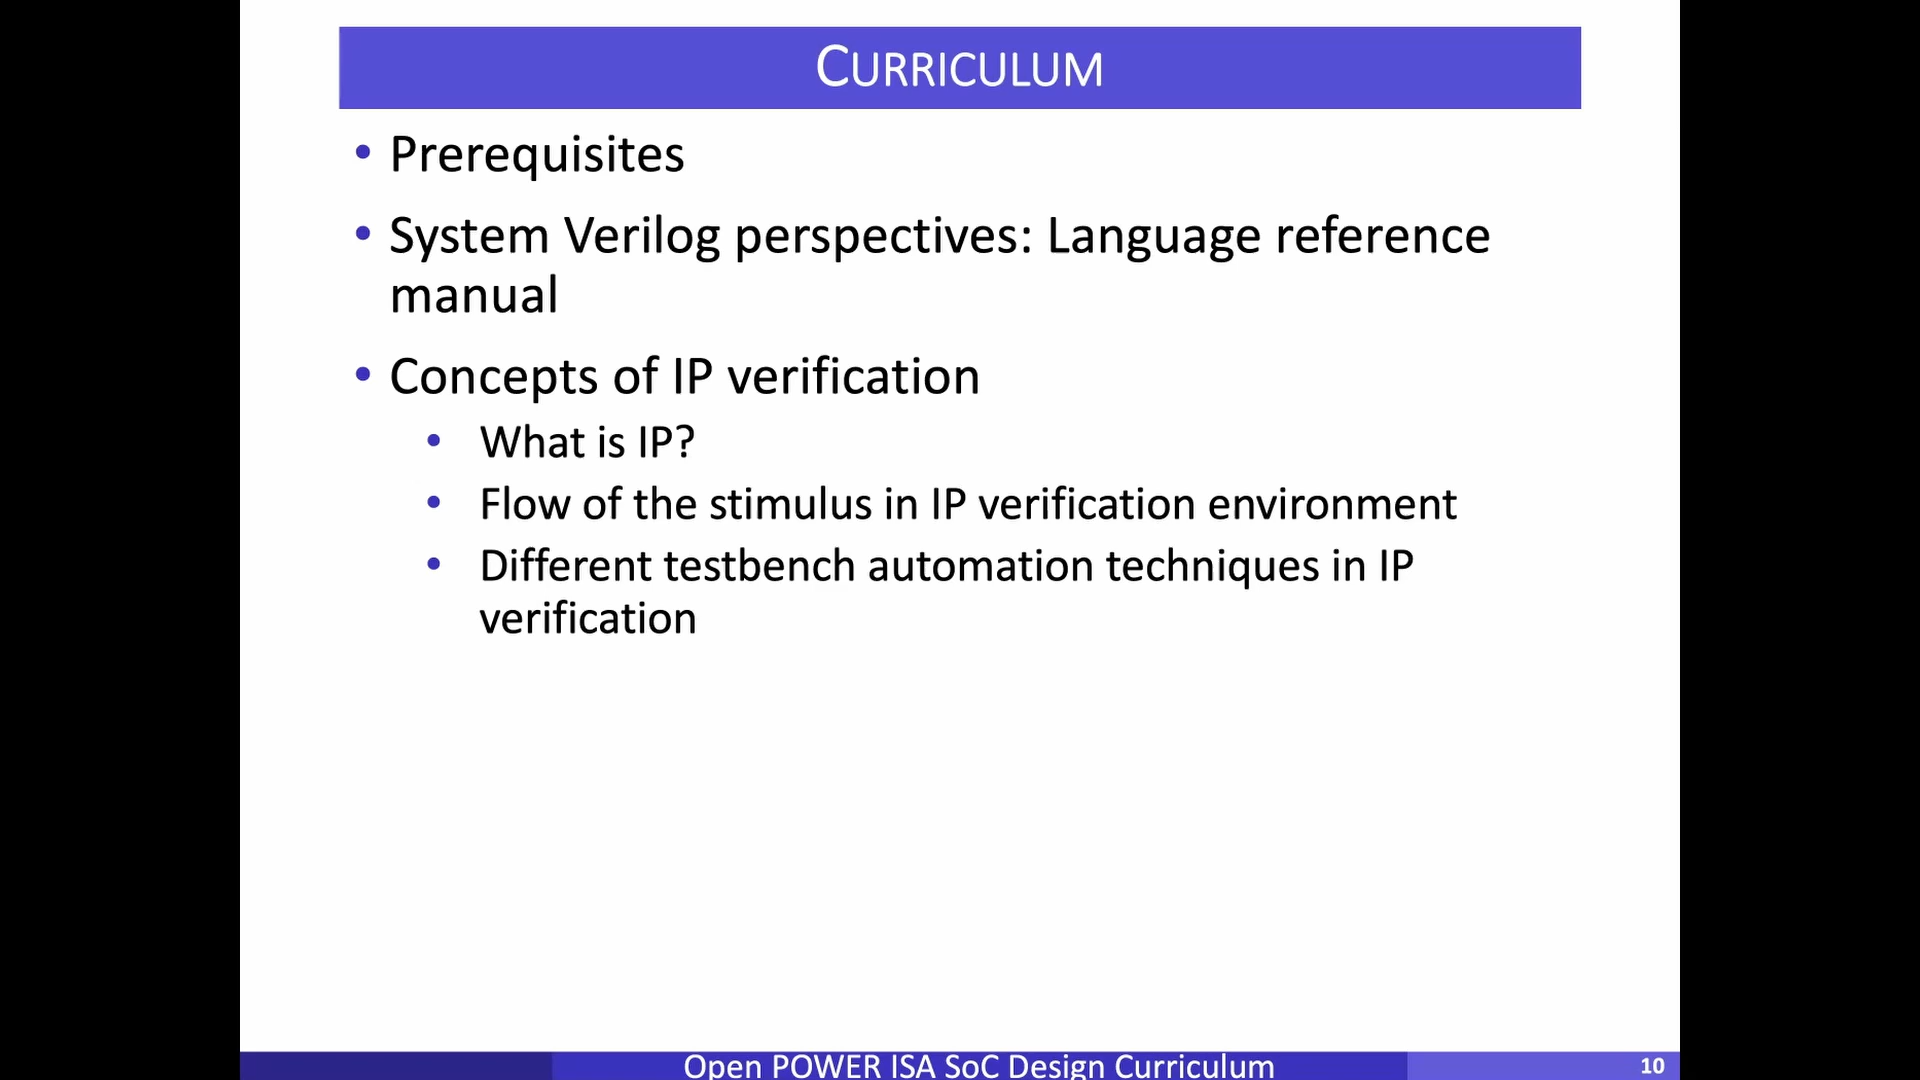 CURRICULUM
• Prerequisites
• System Verilog perspectives: Language reference
manual
• Concepts of IP verification
• What is IP?
• Flow of the stimulus in IP verification environment
• Different testbench automation techniques in IP
verification
Open POWER ISA SoC Design Curriculum
10